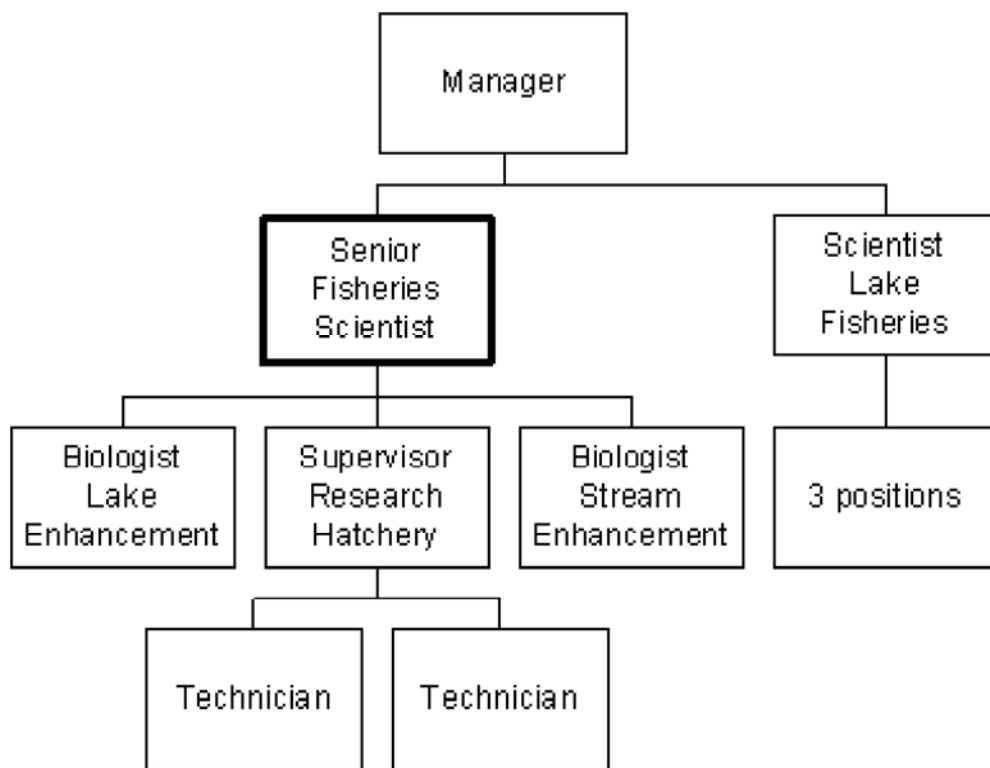 Manager
Senior
Fisheries
Scientist
Scientist
Lake
Fisheries
Biologist
Lake
Enhancement
Supervisor
Research
Hatchery
Biologist
Stream
Enhancement
3 positions
Technician
Technician